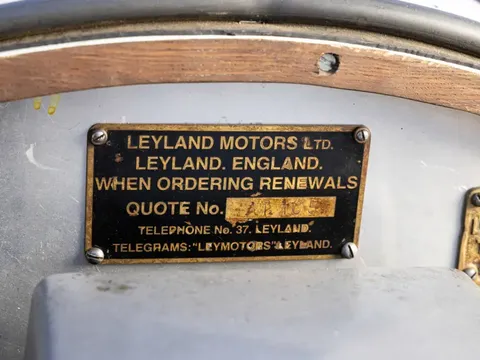 LEYLAND MOTORS LTD.
LEYLAND. ENGLAND.
WHEN ORDERING RENEWALS
QUOTE No.
TELEPHONE No. 37. LEYLAND.
TELEGRAMS: "LEYMOTORS" LEYLAND.